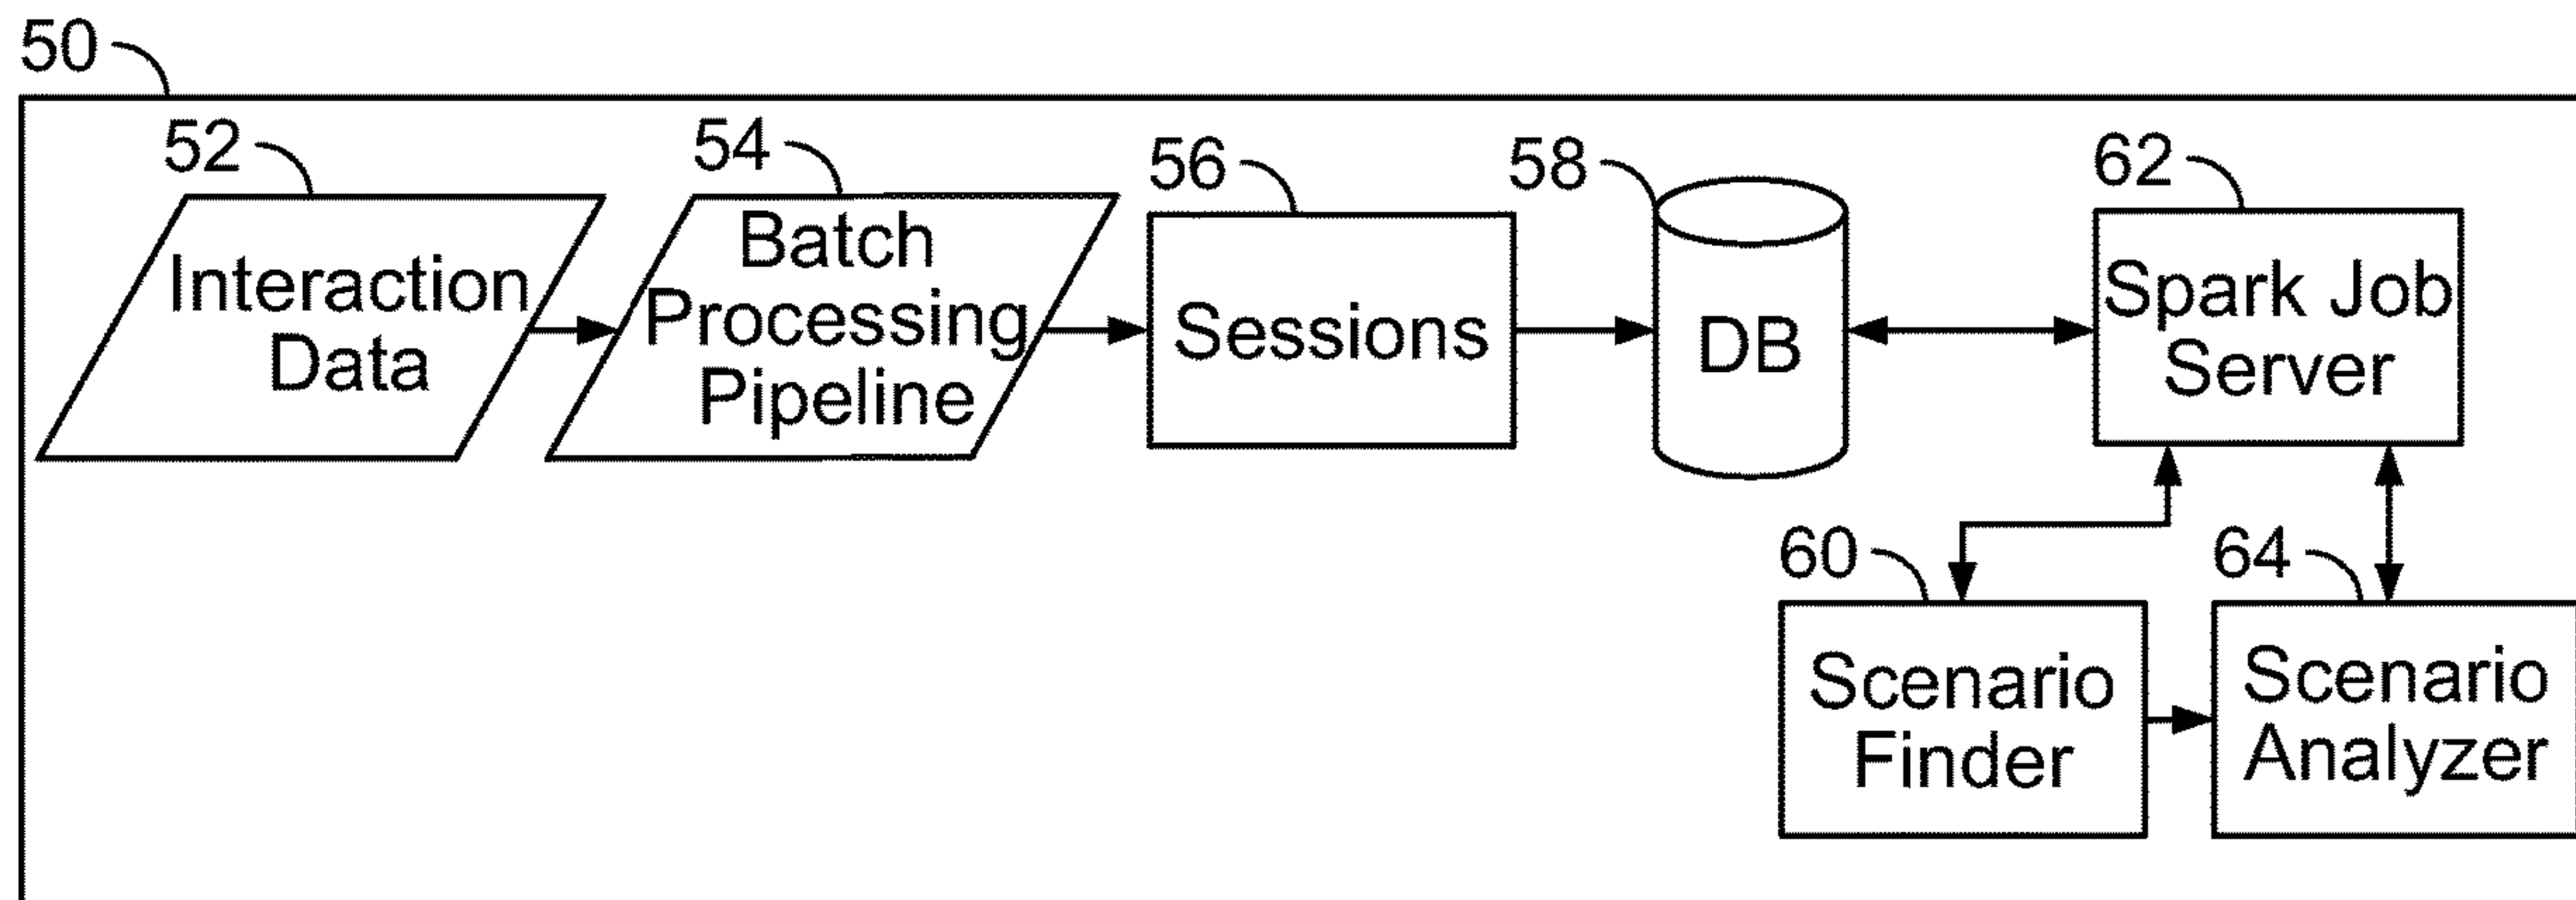 50
52
54
56
58
62
Interaction
Data
Batch
Processing
Pipeline
Sessions
DB
Spark Job
Server
60
64
Scenario
Finder
Scenario
Analyzer